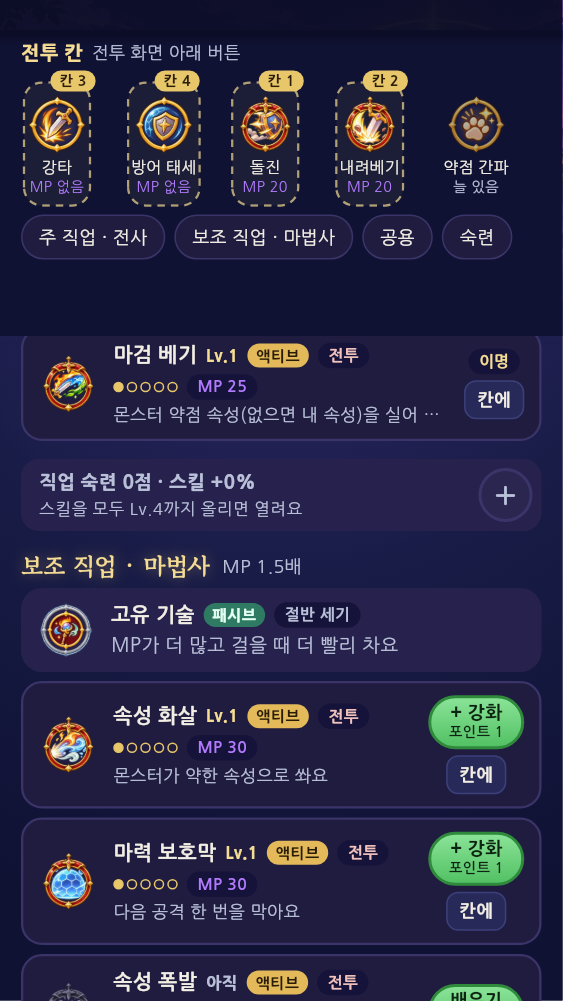 전투 칸 전투 화면 아래 버튼
칸 3 칸 4 칸 1 칸 2
강타 방어 태세 돌진 내려베기 약점 간파
MP 없음 MP 없음 MP 20 MP 20 늘 있음
주 직업 · 전사 보조 직업 · 마법사 공용 숙련
마검 베기 Lv.1 액티브 전투 이명
MP 25 칸에
몬스터 약점 속성(없으면 내 속성)을 실어 …
직업 숙련 0점 · 스킬 +0%
스킬을 모두 Lv.4까지 올리면 열려요
보조 직업 · 마법사 MP 1.5배
고유 기술 패시브 절반 세기
MP가 더 많고 걸을 때 더 빨리 차요
속성 화살 Lv.1 액티브 전투 + 강화
포인트 1
MP 30
몬스터가 약한 속성으로 쏴요 칸에
마력 보호막 Lv.1 액티브 전투 + 강화
포인트 1
MP 30
다음 공격 한 번을 막아요 칸에
속성 폭발 아직 액티브 전투 배우기